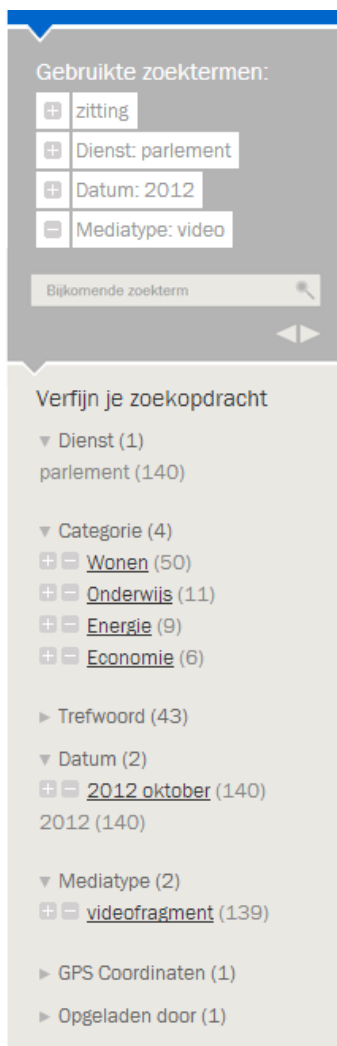 Gebruikte zoektermen:
zitting
Dienst: parlement
Datum: 2012
Mediatype: video
Bijkomende zoekterm
Verfijn je zoekopdracht
Dienst (1)
parlement (140)
Categorie (4)
Wonen (50)
Onderwijs (11)
Energie (9)
Economie (6)
Trefwoord (43)
Datum (2)
2012 oktober (140)
2012 (140)
Mediatype (2)
videofragment (139)
GPS Coordinaten (1)
Opgeladen door (1)